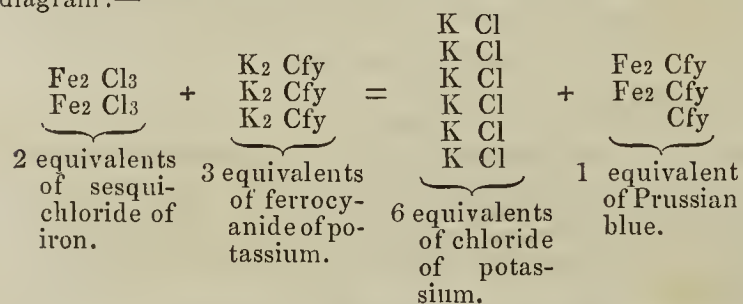 diagram:—
Fe2 Cl3
Fe2 Cl3
+
K2 Cfy
K2 Cfy
K2 Cfy
=
K Cl
K Cl
K Cl
K Cl
K Cl
K Cl
+
Fe2 Cfy
Fe2 Cfy
Cfy
2 equivalents
of sesqui-
chloride of
iron.
3 equivalents
of ferrocy-
anide of po-
tassium.
6 equivalents
of chloride
of potas-
sium.
1 equivalent
of Prussian
blue.